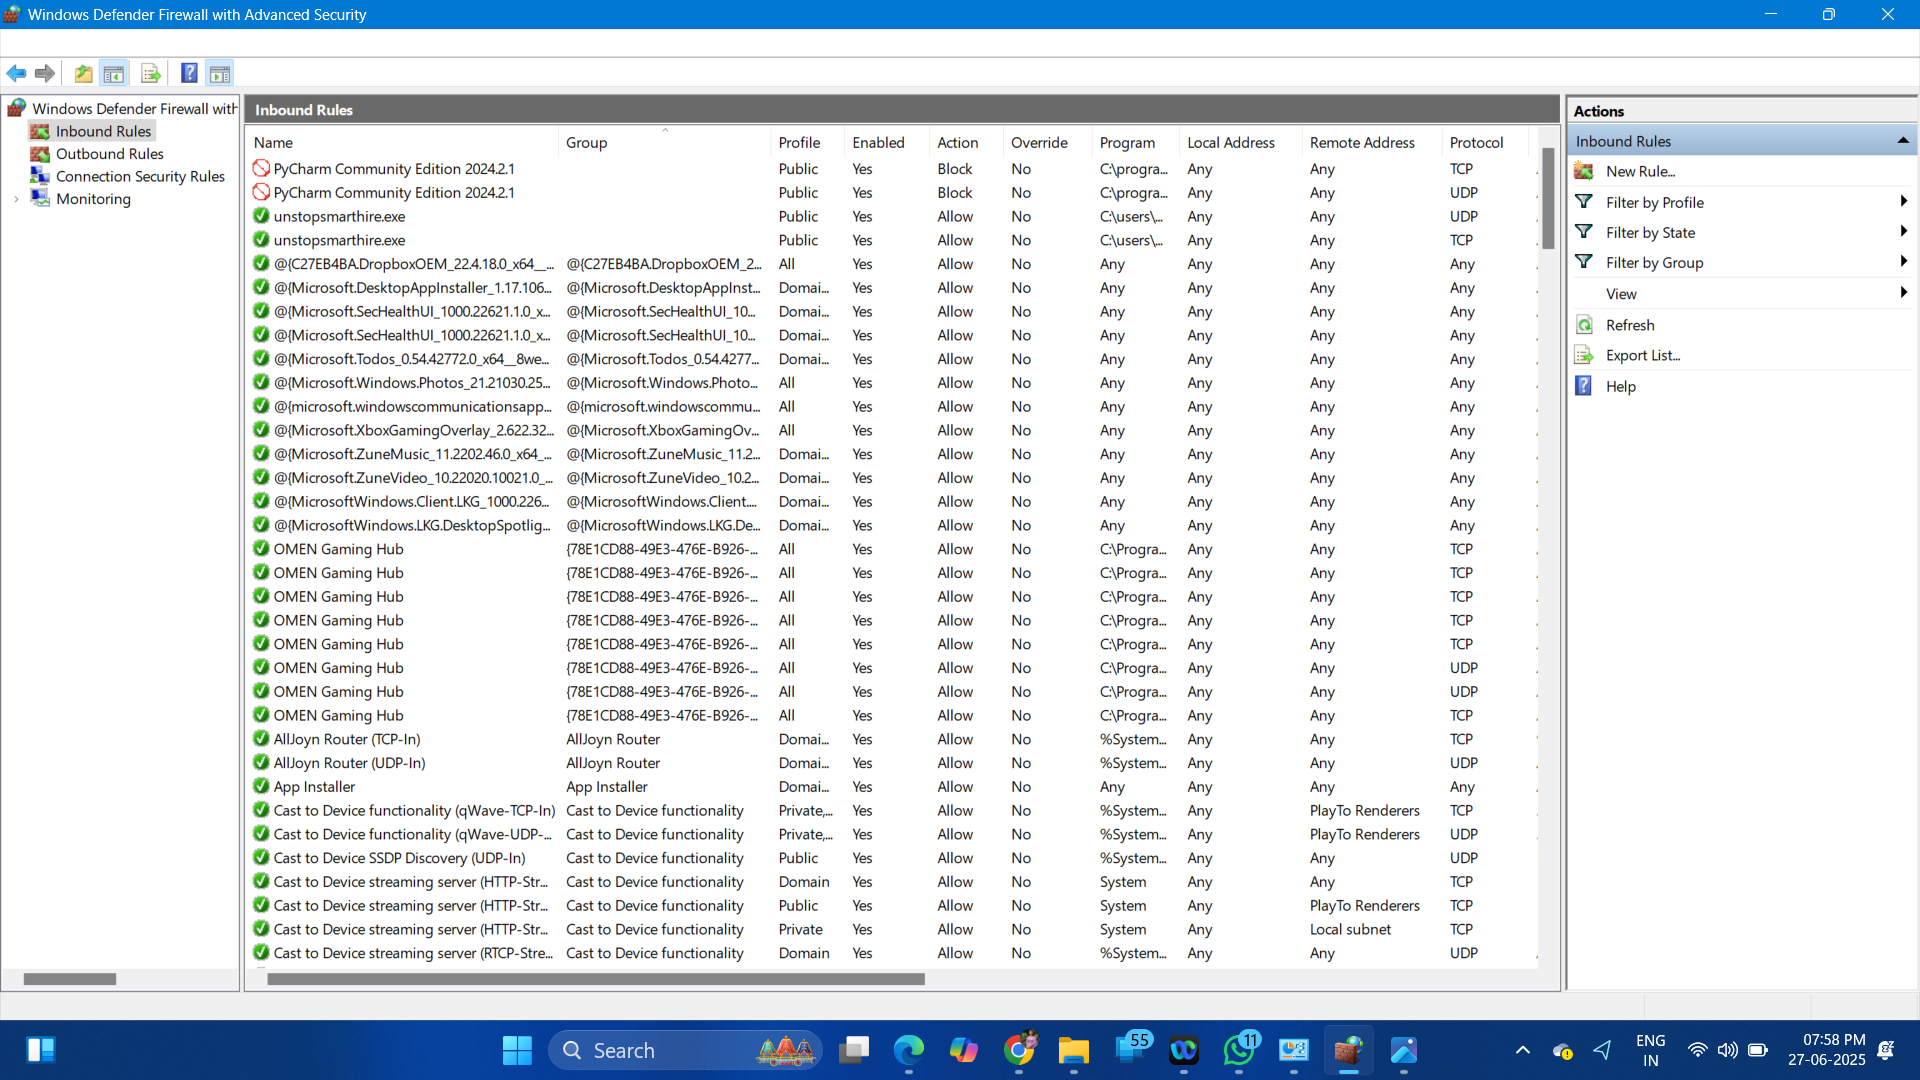 Windows Defender Firewall with Advanced Security
Windows Defender Firewall with
Inbound Rules
Outbound Rules
Connection Security Rules
Monitoring
Inbound Rules
Name Group Profile Enabled Action Override Program Local Address Remote Address Protocol
PyCharm Community Edition 2024.2.1 Public Yes Block No C:\progra... Any Any TCP
PyCharm Community Edition 2024.2.1 Public Yes Block No C:\progra... Any Any UDP
unstopsmarthire.exe Public Yes Allow No C:\users\... Any Any UDP
unstopsmarthire.exe Public Yes Allow No C:\users\... Any Any TCP
@{C27EB4BA.DropboxOEM_22.4.18.0_x64__... @{C27EB4BA.DropboxOEM_2... All Yes Allow No Any Any Any Any
@{Microsoft.DesktopAppInstaller_1.17.106... @{Microsoft.DesktopAppInst... Domai... Yes Allow No Any Any Any Any
@{Microsoft.SecHealthUI_1000.22621.1.0_x... @{Microsoft.SecHealthUI_10... Domai... Yes Allow No Any Any Any Any
@{Microsoft.SecHealthUI_1000.22621.1.0_x... @{Microsoft.SecHealthUI_10... Domai... Yes Allow No Any Any Any Any
@{Microsoft.Todos_0.54.42772.0_x64__8we... @{Microsoft.Todos_0.54.4277... Domai... Yes Allow No Any Any Any Any
@{Microsoft.Windows.Photos_21.21030.25... @{Microsoft.Windows.Photo... All Yes Allow No Any Any Any Any
@{microsoft.windowscommunicationsapp... @{microsoft.windowscommu... All Yes Allow No Any Any Any Any
@{Microsoft.XboxGamingOverlay_2.622.32... @{Microsoft.XboxGamingOv... All Yes Allow No Any Any Any Any
@{Microsoft.ZuneMusic_11.2202.46.0_x64_... @{Microsoft.ZuneMusic_11.2... Domai... Yes Allow No Any Any Any Any
@{Microsoft.ZuneVideo_10.22020.10021.0_... @{Microsoft.ZuneVideo_10.2... Domai... Yes Allow No Any Any Any Any
@{MicrosoftWindows.Client.LKG_1000.226... @{MicrosoftWindows.Client.... Domai... Yes Allow No Any Any Any Any
@{MicrosoftWindows.LKG.DesktopSpotlig... @{MicrosoftWindows.LKG.De... Domai... Yes Allow No Any Any Any Any
OMEN Gaming Hub {78E1CD88-49E3-476E-B926-... All Yes Allow No C:\Progra... Any Any TCP
OMEN Gaming Hub {78E1CD88-49E3-476E-B926-... All Yes Allow No C:\Progra... Any Any TCP
OMEN Gaming Hub {78E1CD88-49E3-476E-B926-... All Yes Allow No C:\Progra... Any Any TCP
OMEN Gaming Hub {78E1CD88-49E3-476E-B926-... All Yes Allow No C:\Progra... Any Any TCP
OMEN Gaming Hub {78E1CD88-49E3-476E-B926-... All Yes Allow No C:\Progra... Any Any TCP
OMEN Gaming Hub {78E1CD88-49E3-476E-B926-... All Yes Allow No C:\Progra... Any Any UDP
OMEN Gaming Hub {78E1CD88-49E3-476E-B926-... All Yes Allow No C:\Progra... Any Any UDP
OMEN Gaming Hub {78E1CD88-49E3-476E-B926-... All Yes Allow No C:\Progra... Any Any TCP
AllJoyn Router (TCP-In) AllJoyn Router Domai... Yes Allow No %System... Any Any TCP
AllJoyn Router (UDP-In) AllJoyn Router Domai... Yes Allow No %System... Any Any UDP
App Installer App Installer Domai... Yes Allow No Any Any Any Any
Cast to Device functionality (qWave-TCP-In) Cast to Device functionality Private,... Yes Allow No %System... Any PlayTo Renderers TCP
Cast to Device functionality (qWave-UDP-... Cast to Device functionality Private,... Yes Allow No %System... Any PlayTo Renderers UDP
Cast to Device SSDP Discovery (UDP-In) Cast to Device functionality Public Yes Allow No %System... Any Any UDP
Cast to Device streaming server (HTTP-Str... Cast to Device functionality Domain Yes Allow No System Any Any TCP
Cast to Device streaming server (HTTP-Str... Cast to Device functionality Public Yes Allow No System Any PlayTo Renderers TCP
Cast to Device streaming server (HTTP-Str... Cast to Device functionality Private Yes Allow No System Any Local subnet TCP
Cast to Device streaming server (RTCP-Stre... Cast to Device functionality Domain Yes Allow No %System... Any Any UDP
Actions
Inbound Rules
New Rule...
Filter by Profile
Filter by State
Filter by Group
View
Refresh
Export List...
Help
Search
55
11
ENG
IN
07:58 PM
27-06-2025